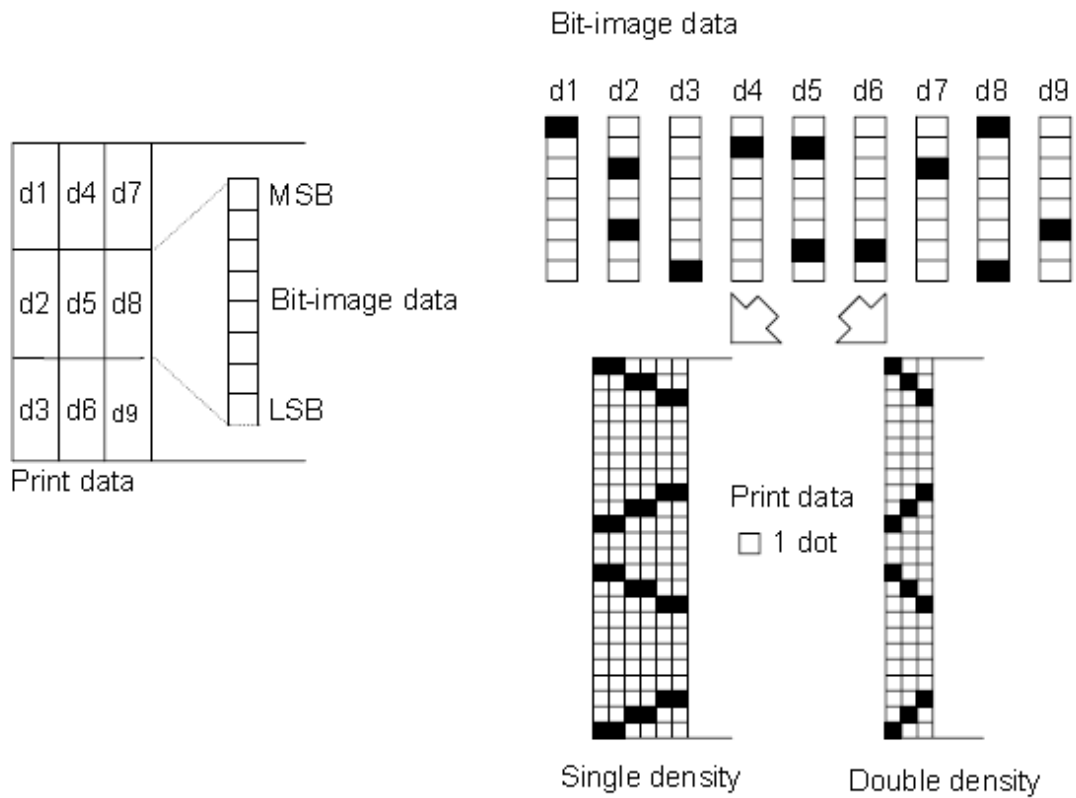 Bit-image data
d1 d2 d3 d4 d5 d6 d7 d8 d9
d1 d4 d7
d2 d5 d8
d3 d6 d9
MSB
Bit-image data
LSB
Print data
Print data
1 dot
Single density
Double density